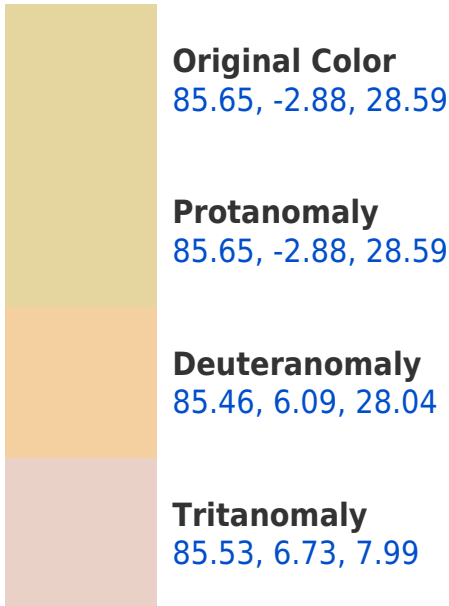 Original Color
85.65, -2.88, 28.59
Protanomaly
85.65, -2.88, 28.59
Deuteranomaly
85.46, 6.09, 28.04
Tritanomaly
85.53, 6.73, 7.99